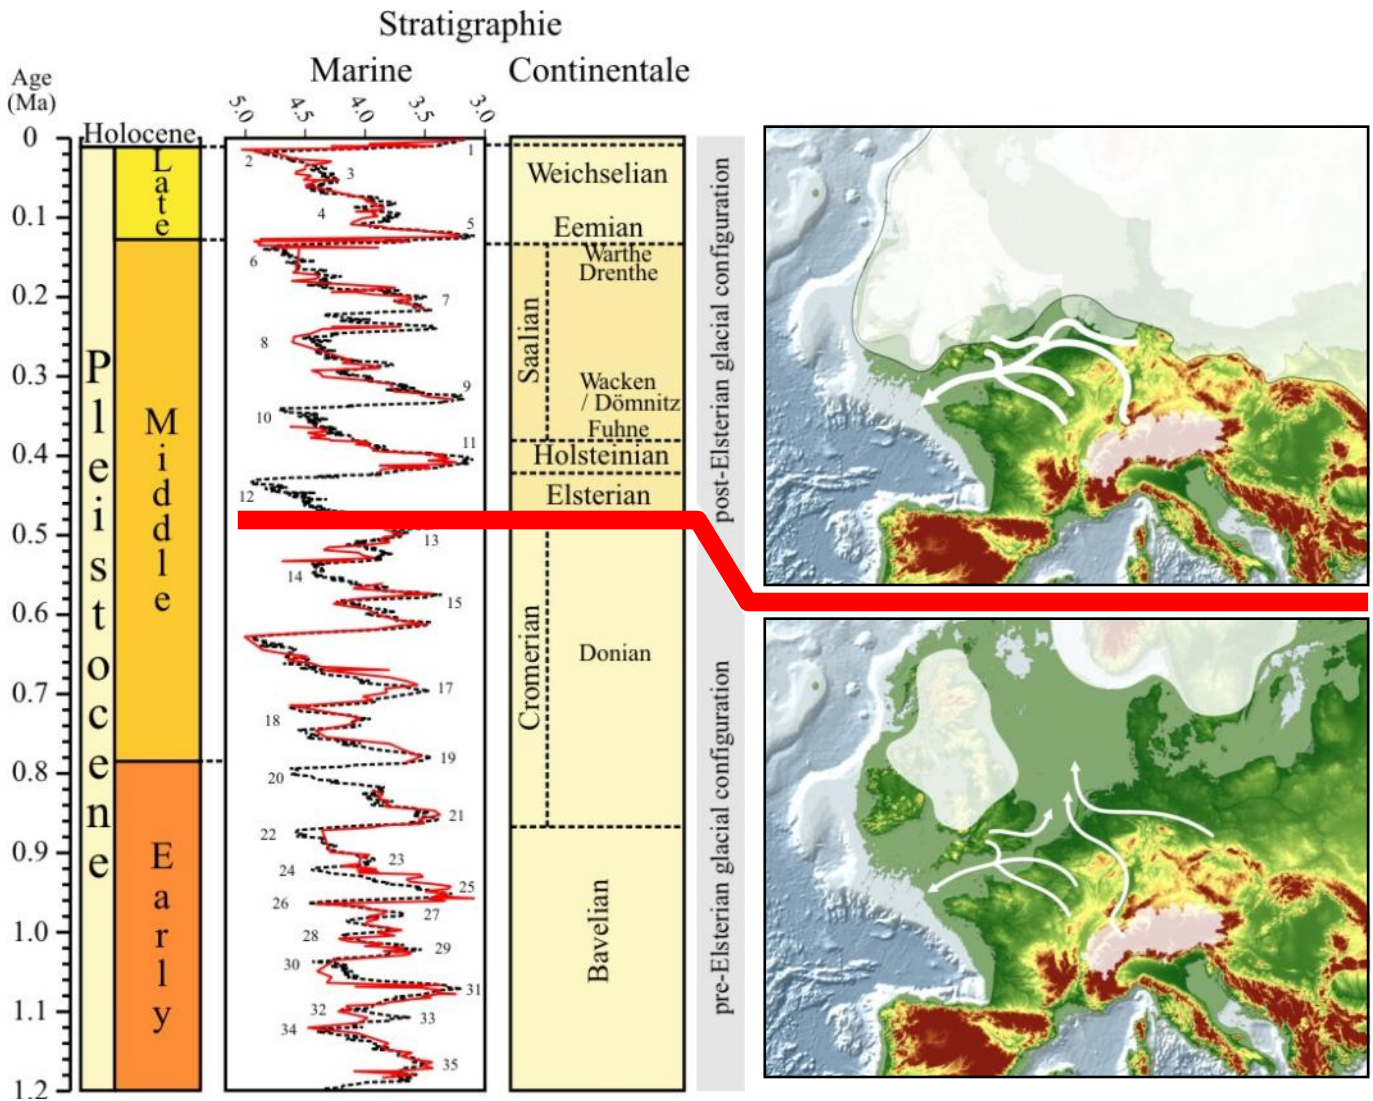 Stratigraphie
Marine
Continentale
Age
(Ma)
5.0
4.5
4.0
3.5
3.0
0
0.1
0.2
0.3
0.4
0.5
0.6
0.7
0.8
0.9
1.0
1.1
1.2
Holocene
Pleistocene
Late
Middle
Early
1
2
3
4
5
6
7
8
9
10
11
12
13
14
15
17
18
19
20
21
22
23
24
25
26
27
28
29
30
31
32
33
34
35
Weichselian
Eemian
Saalian
Warthe
Drenthe
Wacken
/ Dömnitz
Fuhne
Holsteinian
Elsterian
Cromerian
Donian
Bavelian
post-Elsterian glacial configuration
pre-Elsterian glacial configuration